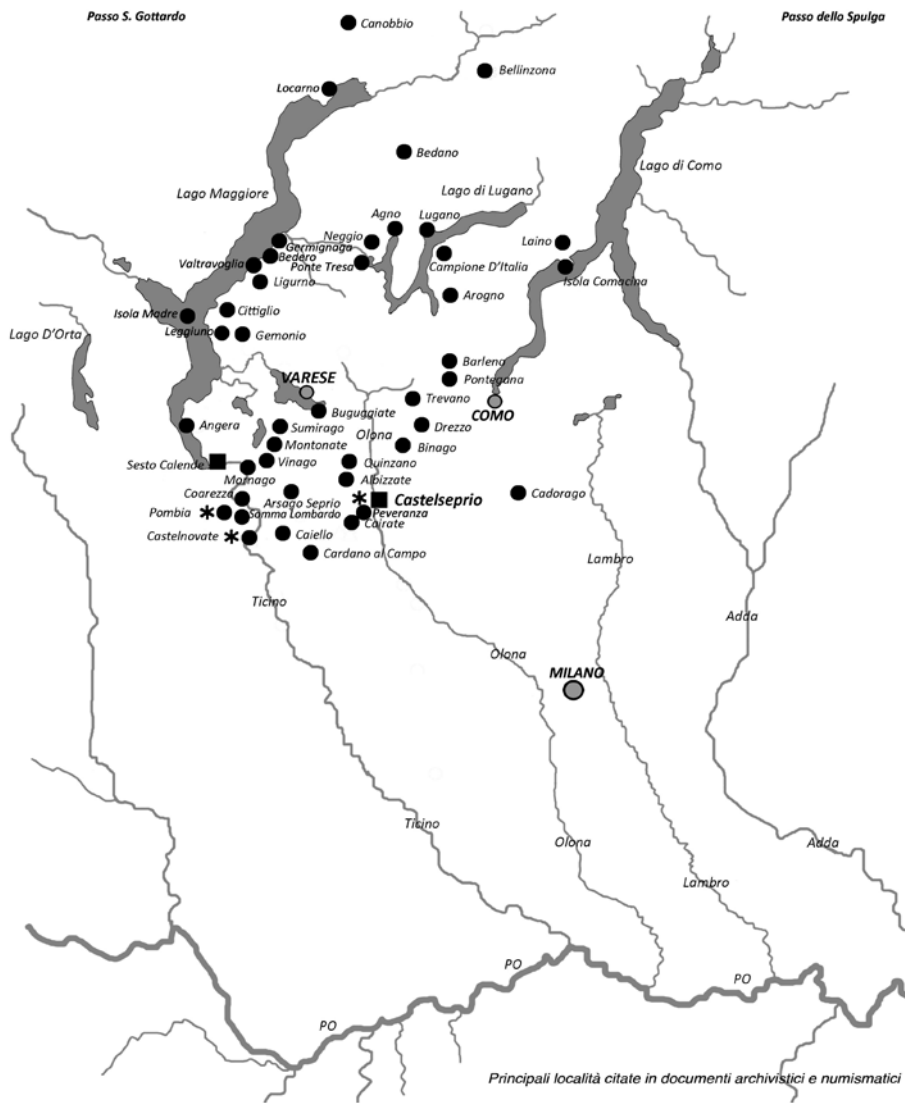 Passo S. Gottardo
Passo dello Spulga
Canobbio
Bellinzona
Locarno
Bedano
Lago di Como
Lago Maggiore
Lago di Lugano
Agno
Lugano
Neggio
Germignaga
Laino
Bedero
Valtravaglia
Ponte Tresa
Campione D'Italia
Ligurno
Isola Comacina
Arogno
Isola Madre
Cittiglio
Lago D'Orta
Leggiuno
Gemonio
Barlena
VARESE
Pontegana
Trevano
COMO
Buguggiate
Angera
Sumirago
Olona
Drezzo
Montonate
Binago
Sesto Calende
Vinago
Quinzano
Mornago
Albizzate
Coarezza
Arsago Seprio
*
Castelseprio
Cadorago
Pombia
*
Somma Lombardo
Peveranza
Cairate
Castelnovate
*
Caiello
Cardano al Campo
Lambro
Ticino
Adda
Olona
MILANO
Ticino
Olona
Adda
Lambro
PO
PO
PO
Principali località citate in documenti archivistici e numismatici